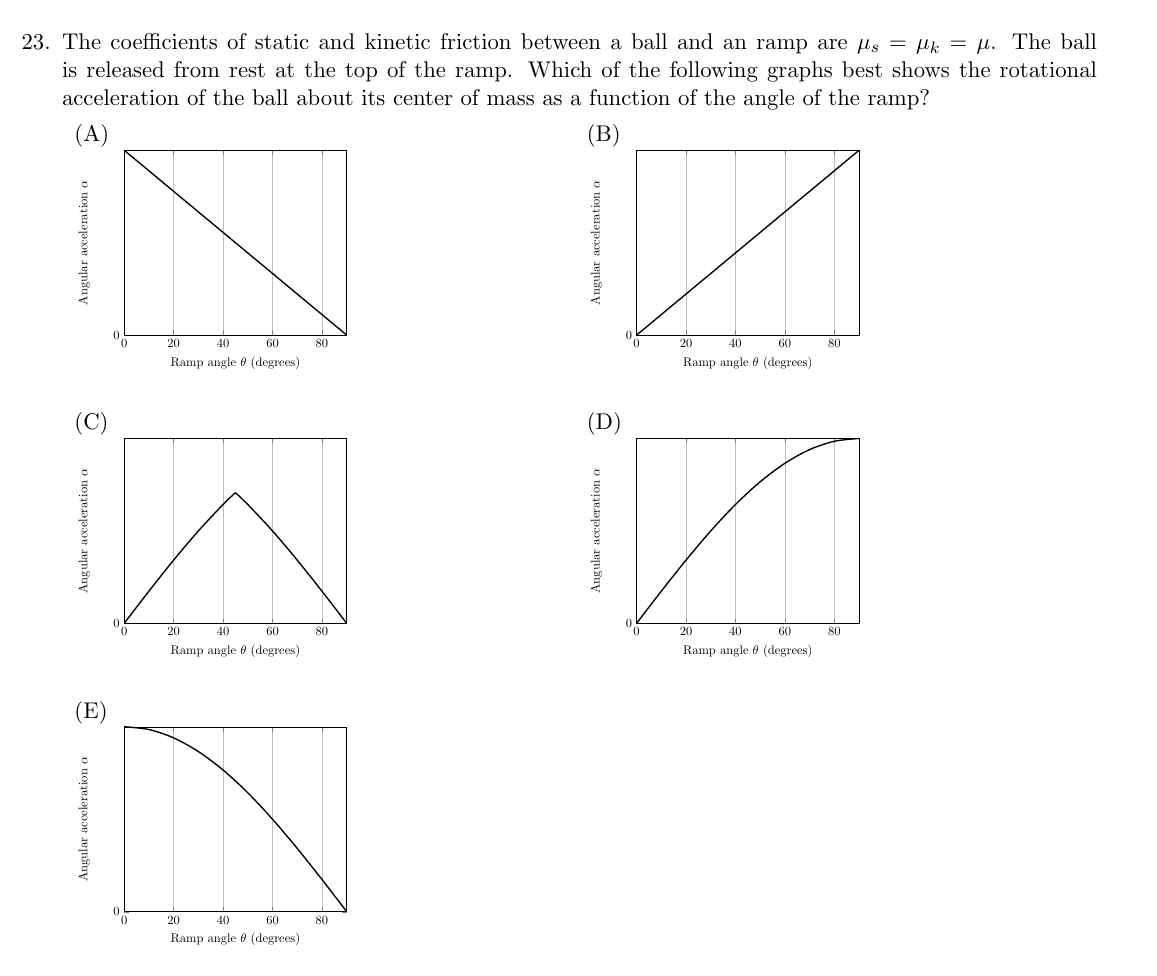 23. The coefficients of static and kinetic friction between a ball and an ramp are μₛ = μₖ = μ. The ball
is released from rest at the top of the ramp. Which of the following graphs best shows the rotational
acceleration of the ball about its center of mass as a function of the angle of the ramp?
(A)
Angular acceleration α
0
0 20 40 60 80
Ramp angle θ (degrees)
(B)
Angular acceleration α
0
0 20 40 60 80
Ramp angle θ (degrees)
(C)
Angular acceleration α
0
0 20 40 60 80
Ramp angle θ (degrees)
(D)
Angular acceleration α
0
0 20 40 60 80
Ramp angle θ (degrees)
(E)
Angular acceleration α
0
0 20 40 60 80
Ramp angle θ (degrees)